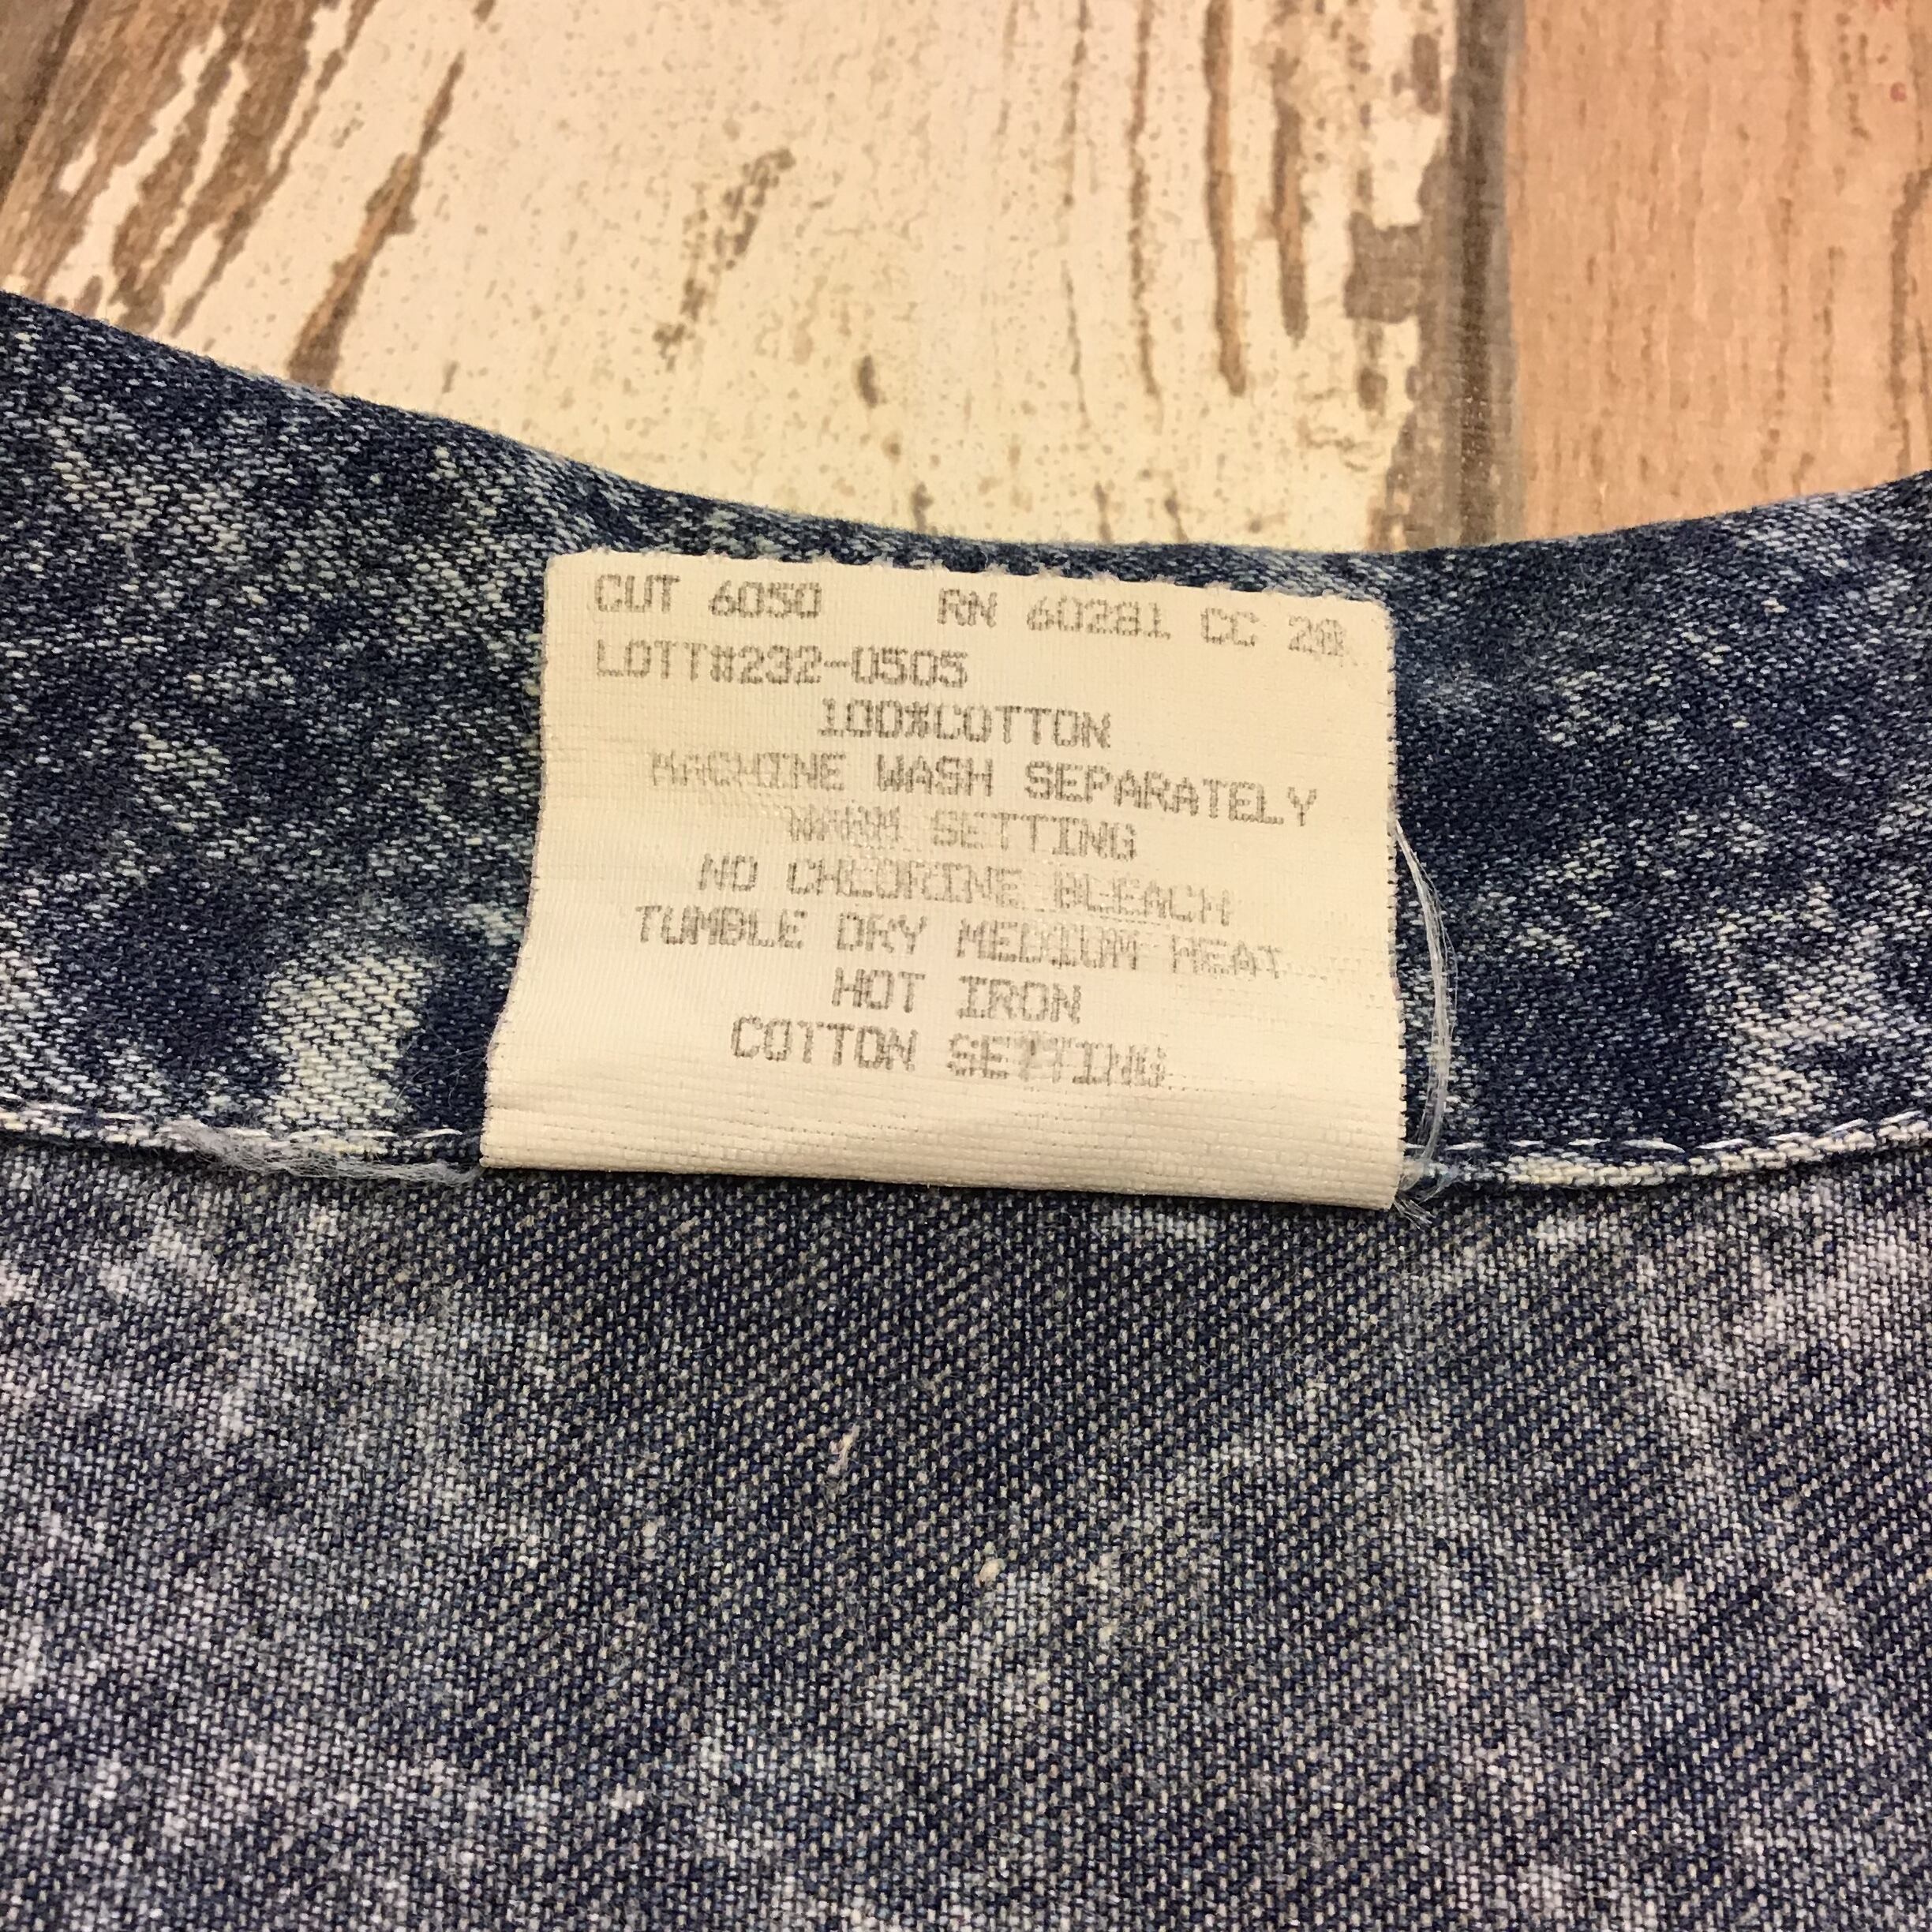 CUT 6050 RN 60281 CC
LOTT#232-0505
100%COTTON
MACHINE WASH SEPARATELY
WARM SETTING
NO CHLORINE BLEACH
TUMBLE DRY MEDIUM HEAT
HOT IRON
COTTON SETTING